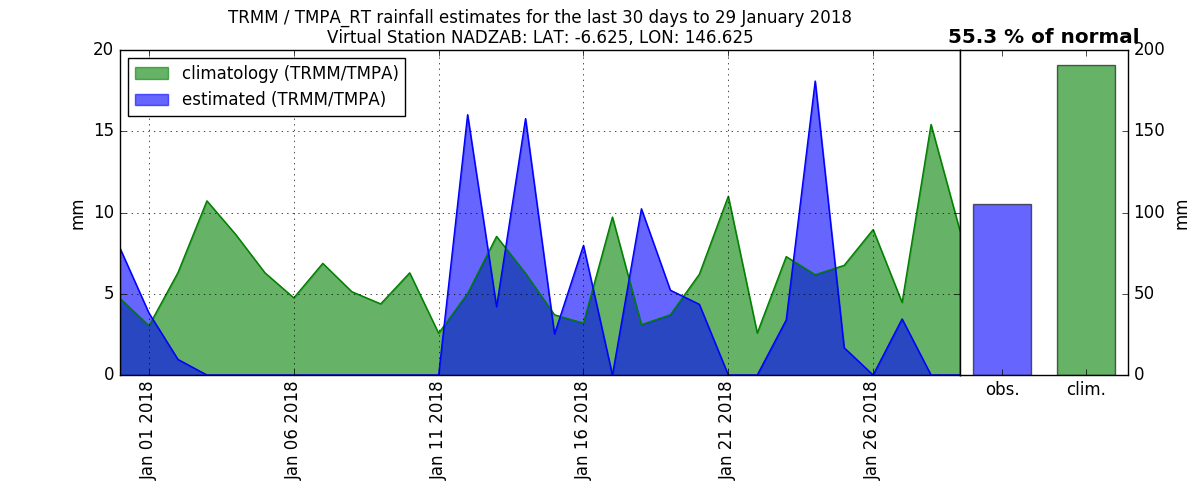 TRMM / TMPA_RT rainfall estimates for the last 30 days to 29 January 2018
Virtual Station NADZAB: LAT: -6.625, LON: 146.625
55.3 % of normal
climatology (TRMM/TMPA)
estimated (TRMM/TMPA)
20
15
10
5
0
mm
Jan 01 2018
Jan 06 2018
Jan 11 2018
Jan 16 2018
Jan 21 2018
Jan 26 2018
200
150
100
50
0
mm
obs.
clim.